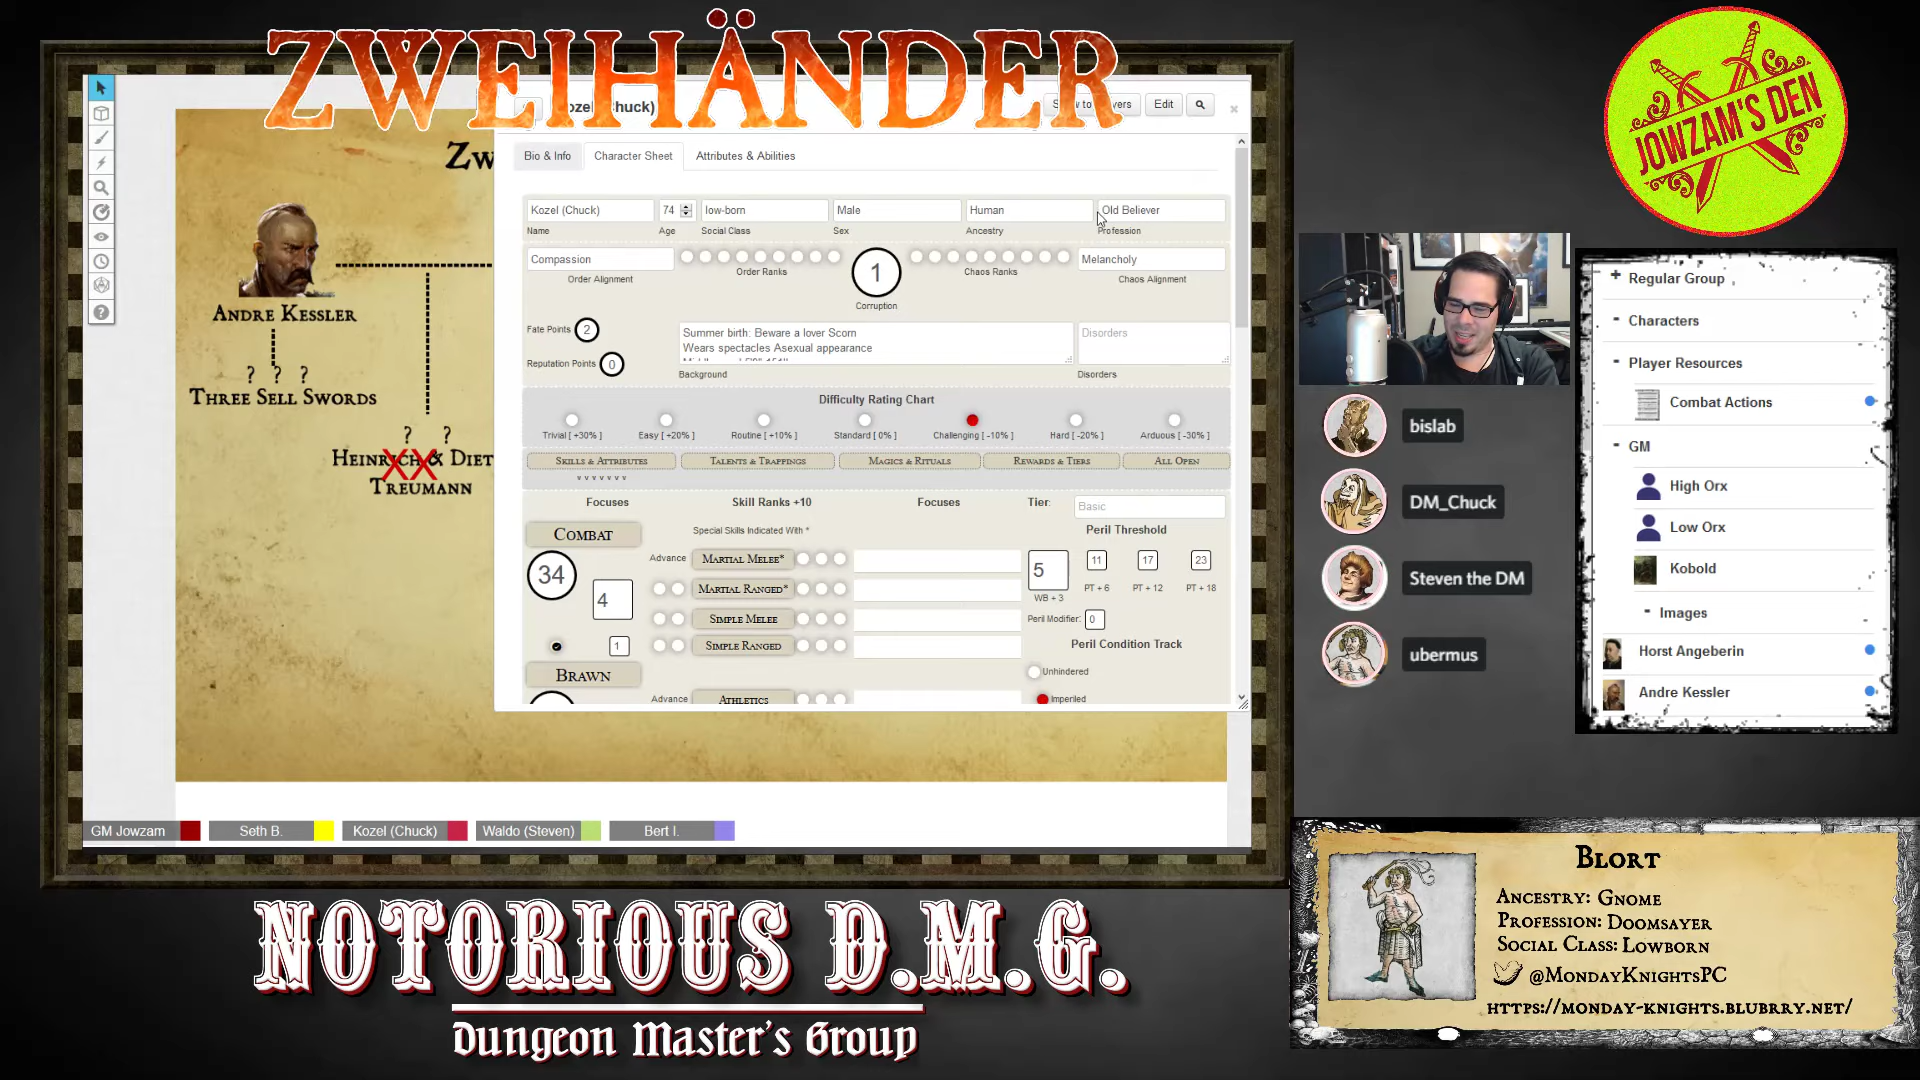 ZWEIHÄNDER
JOWZAM'S DEN
ozel (Chuck)
Edit
Bio & Info
Character Sheet
Attributes & Abilities
Zw
Kozel (Chuck)
74
low-born
Male
Human
Old Believer
Name
Age
Social Class
Sex
Ancestry
Profession
Compassion
Order Ranks
1
Chaos Ranks
Melancholy
Order Alignment
Corruption
Chaos Alignment
Fate Points
2
Summer birth: Beware a lover Scorn
Wears spectacles Asexual appearance
Disorders
Reputation Points
0
Background
Disorders
Difficulty Rating Chart
Trivial [ +30% ]
Easy [ +20% ]
Routine [ +10% ]
Standard [ 0% ]
Challenging [ -10% ]
Hard [ -20% ]
Arduous [ -30% ]
SKILLS & ATTRIBUTES
TALENTS & TRAPPINGS
MAGICS & RITUALS
REWARDS & TIERS
ALL OPEN
v v v v v v v
Focuses
Skill Ranks +10
Focuses
Tier:
Basic
COMBAT
Special Skills Indicated With *
Peril Threshold
34
4
1
Advance
MARTIAL MELEE*
MARTIAL RANGED*
SIMPLE MELEE
SIMPLE RANGED
5
11
17
23
WB + 3
PT + 6
PT + 12
PT + 18
Peril Modifier:
0
Peril Condition Track
Unhindered
BRAWN
Advance
ATHLETICS
Imperiled
ANDRE KESSLER
? ? ?
THREE SELL SWORDS
? ?
HEINRICH & DIET
TREUMANN
GM Jowzam
Seth B.
Kozel (Chuck)
Waldo (Steven)
Bert I.
bislab
DM_Chuck
Steven the DM
ubermus
+ Regular Group
- Characters
- Player Resources
Combat Actions
- GM
High Orx
Low Orx
Kobold
- Images
Horst Angeberin
Andre Kessler
NOTORIOUS D.M.G.
Dungeon Master's Group
BLORT
ANCESTRY: GNOME
PROFESSION: DOOMSAYER
SOCIAL CLASS: LOWBORN
@MONDAYKNIGHTSPC
HTTPS://MONDAY-KNIGHTS.BLUBRRY.NET/